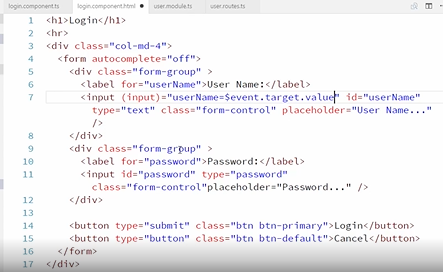 login.component.ts login.component.html user.module.ts user.routes.ts
1 <h1>Login</h1>
2 <hr>
3 <div class="col-md-4">
4 <form autocomplete="off">
5 <div class="form-group" >
6 <label for="userName">User Name:</label>
7 <input (input)="userName=$event.target.value" id="userName"
type="text" class="form-control" placeholder="User Name..."
/>
8 </div>
9 <div class="form-group" >
10 <label for="password">Password:</label>
11 <input id="password" type="password"
class="form-control"placeholder="Password..." />
12 </div>
13
14 <button type="submit" class="btn btn-primary">Login</button>
15 <button type="button" class="btn btn-default">Cancel</button>
16 </form>
17 </div>